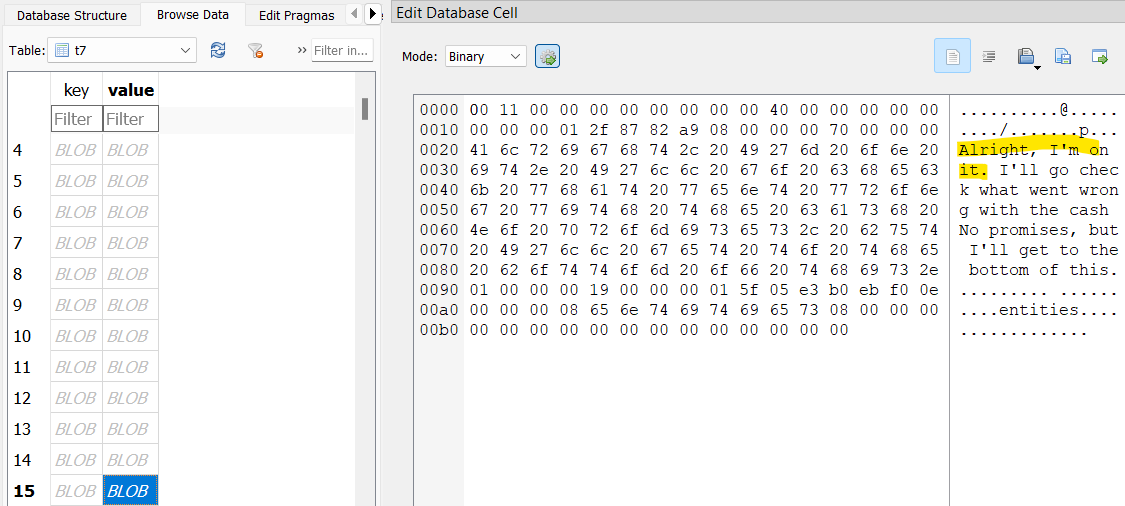 Database Structure Browse Data Edit Pragmas
Table: t7 Filter in...
key value
Filter Filter
4 BLOB BLOB
5 BLOB BLOB
6 BLOB BLOB
7 BLOB BLOB
8 BLOB BLOB
9 BLOB BLOB
10 BLOB BLOB
11 BLOB BLOB
12 BLOB BLOB
13 BLOB BLOB
14 BLOB BLOB
15 BLOB BLOB
Edit Database Cell
Mode: Binary
0000 00 11 00 00 00 00 00 00 00 00 40 00 00 00 00 00 ..........@.....
0010 00 00 00 01 2f 87 82 a9 08 00 00 00 70 00 00 00 ..../.......p...
0020 41 6c 72 69 67 68 74 2c 20 49 27 6d 20 6f 6e 20 Alright, I'm on
0030 69 74 2e 20 49 27 6c 6c 20 67 6f 20 63 68 65 63 it. I'll go chec
0040 6b 20 77 68 61 74 20 77 65 6e 74 20 77 72 6f 6e k what went wron
0050 67 20 77 69 74 68 20 74 68 65 20 63 61 73 68 20 g with the cash
0060 4e 6f 20 70 72 6f 6d 69 73 65 73 2c 20 62 75 74 No promises, but
0070 20 49 27 6c 6c 20 67 65 74 20 74 6f 20 74 68 65 I'll get to the
0080 20 62 6f 74 74 6f 6d 20 6f 66 20 74 68 69 73 2e bottom of this.
0090 01 00 00 00 19 00 00 00 01 5f 05 e3 b0 eb f0 0e ......... ......
00a0 00 00 00 08 65 6e 74 69 74 69 65 73 08 00 00 00 ....entities....
00b0 00 00 00 00 00 00 00 00 00 00 00 00 00 .............